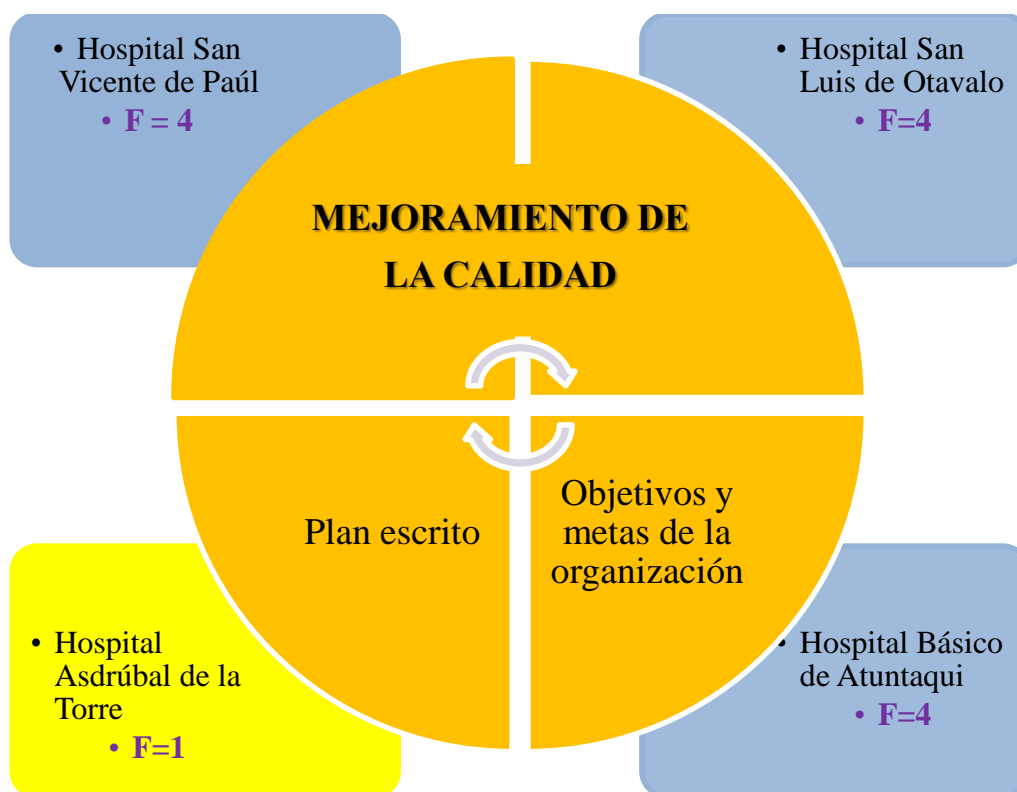 • Hospital San
Vicente de Paúl
• F = 4
• Hospital San
Luis de Otavalo
• F=4
MEJORAMIENTO DE
LA CALIDAD
Plan escrito
Objetivos y
metas de la
organización
• Hospital
Asdrúbal de la
Torre
• F=1
• Hospital Básico
de Atuntaqui
• F=4